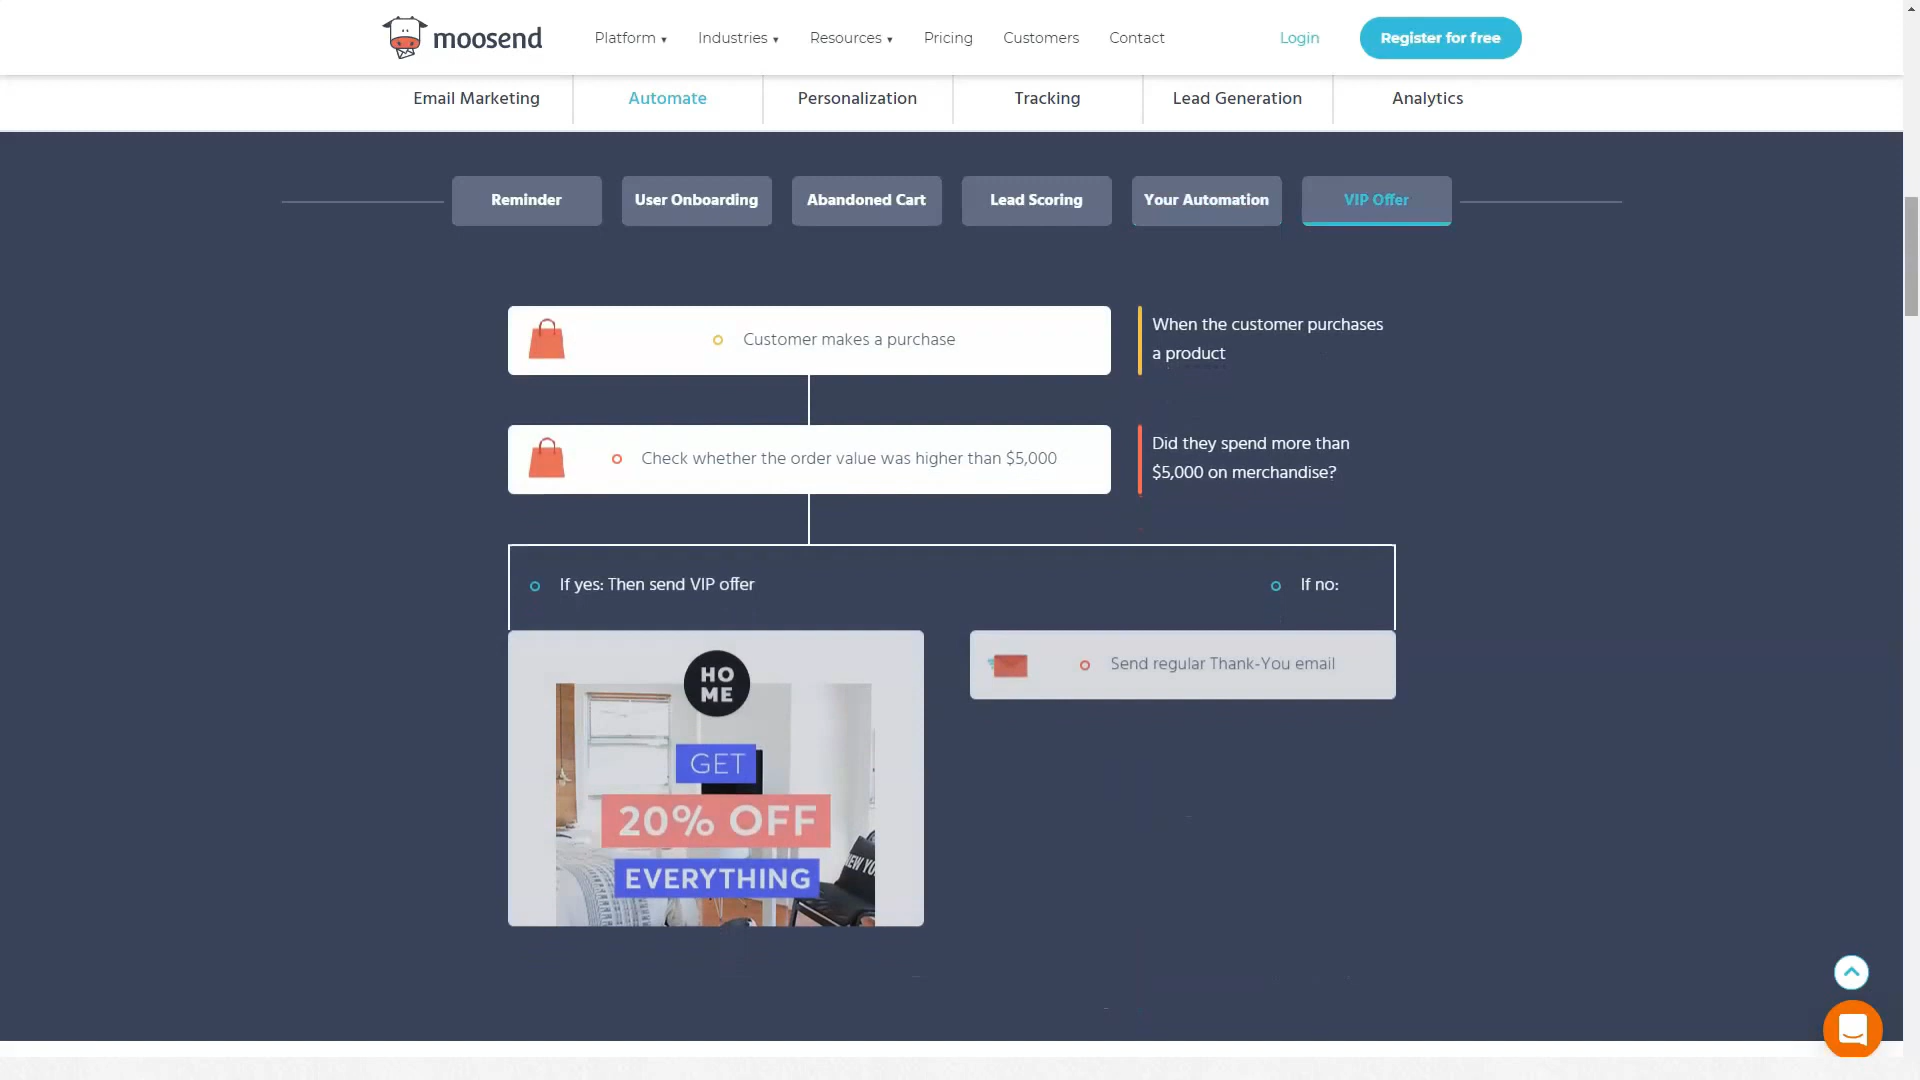 moosend
Platform ▾ Industries ▾ Resources ▾ Pricing Customers Contact Login Register for free
Email Marketing Automate Personalization Tracking Lead Generation Analytics
Reminder User Onboarding Abandoned Cart Lead Scoring Your Automation VIP Offer
Customer makes a purchase
When the customer purchases
a product
Check whether the order value was higher than $5,000
Did they spend more than
$5,000 on merchandise?
If yes: Then send VIP offer
If no:
HO
ME
GET
20% OFF
EVERYTHING
Send regular Thank-You email